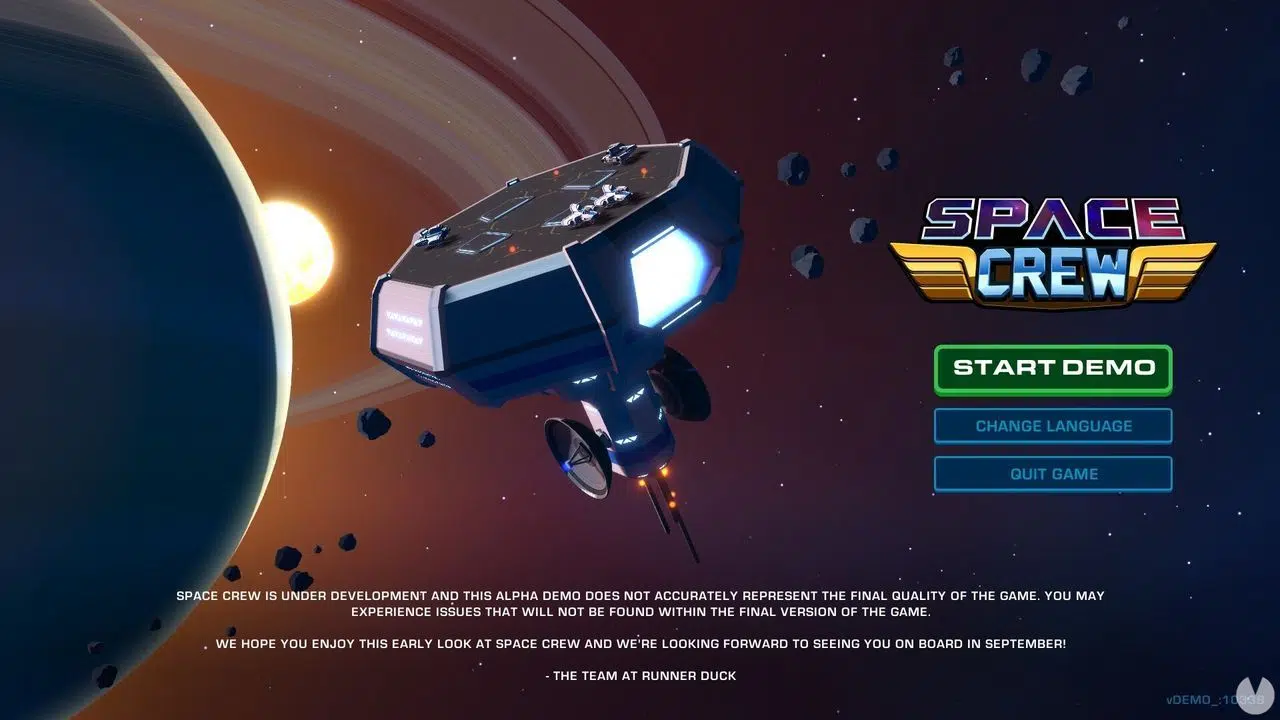 SPACE
CREW
START DEMO
CHANGE LANGUAGE
QUIT GAME
SPACE CREW IS UNDER DEVELOPMENT AND THIS ALPHA DEMO DOES NOT ACCURATELY REPRESENT THE FINAL QUALITY OF THE GAME. YOU MAY
EXPERIENCE ISSUES THAT WILL NOT BE FOUND WITHIN THE FINAL VERSION OF THE GAME.
WE HOPE YOU ENJOY THIS EARLY LOOK AT SPACE CREW AND WE'RE LOOKING FORWARD TO SEEING YOU ON BOARD IN SEPTEMBER!
- THE TEAM AT RUNNER DUCK